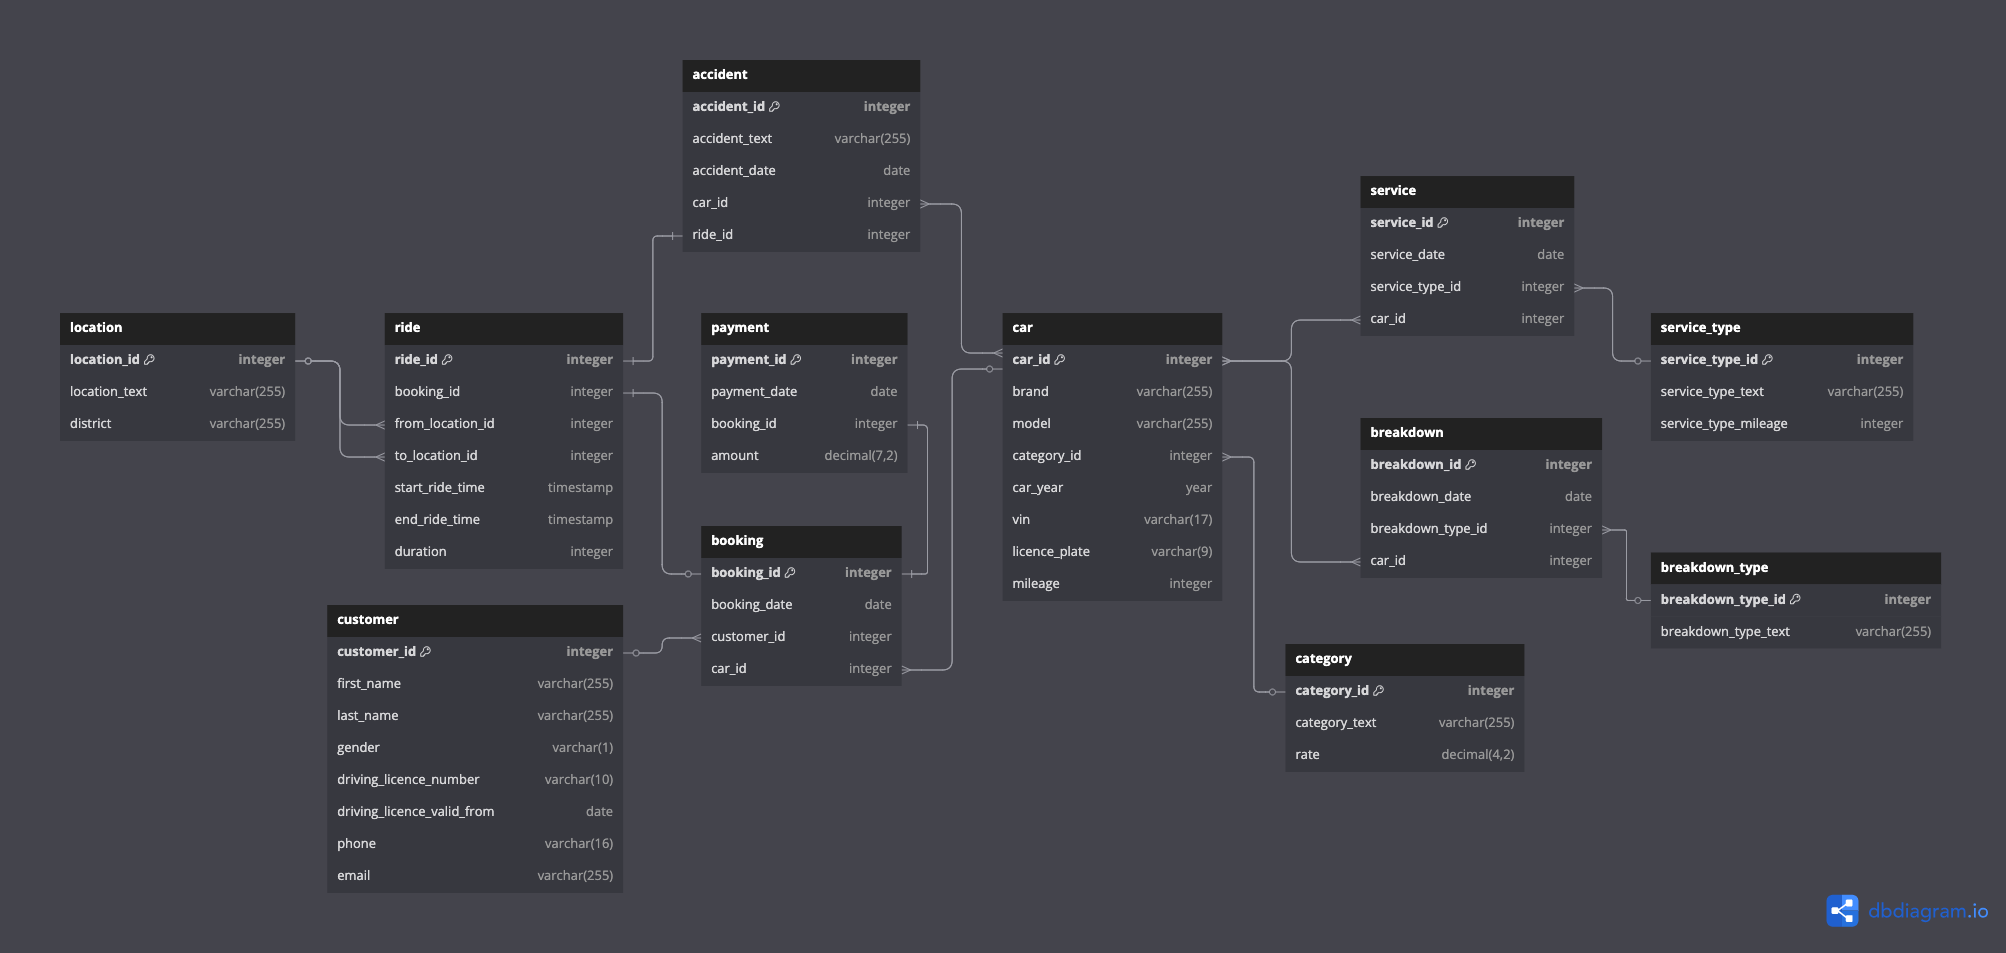 accident
accident_id integer
accident_text varchar(255)
accident_date date
car_id integer
ride_id integer
service
service_id integer
service_date date
service_type_id integer
car_id integer
location
location_id integer
location_text varchar(255)
district varchar(255)
ride
ride_id integer
booking_id integer
from_location_id integer
to_location_id integer
start_ride_time timestamp
end_ride_time timestamp
duration integer
payment
payment_id integer
payment_date date
booking_id integer
amount decimal(7,2)
car
car_id integer
brand varchar(255)
model varchar(255)
category_id integer
car_year year
vin varchar(17)
licence_plate varchar(9)
mileage integer
service_type
service_type_id integer
service_type_text varchar(255)
service_type_mileage integer
breakdown
breakdown_id integer
breakdown_date date
breakdown_type_id integer
car_id integer
booking
booking_id integer
booking_date date
customer_id integer
car_id integer
breakdown_type
breakdown_type_id integer
breakdown_type_text varchar(255)
customer
customer_id integer
first_name varchar(255)
last_name varchar(255)
gender varchar(1)
driving_licence_number varchar(10)
driving_licence_valid_from date
phone varchar(16)
email varchar(255)
category
category_id integer
category_text varchar(255)
rate decimal(4,2)
dbdiagram.io